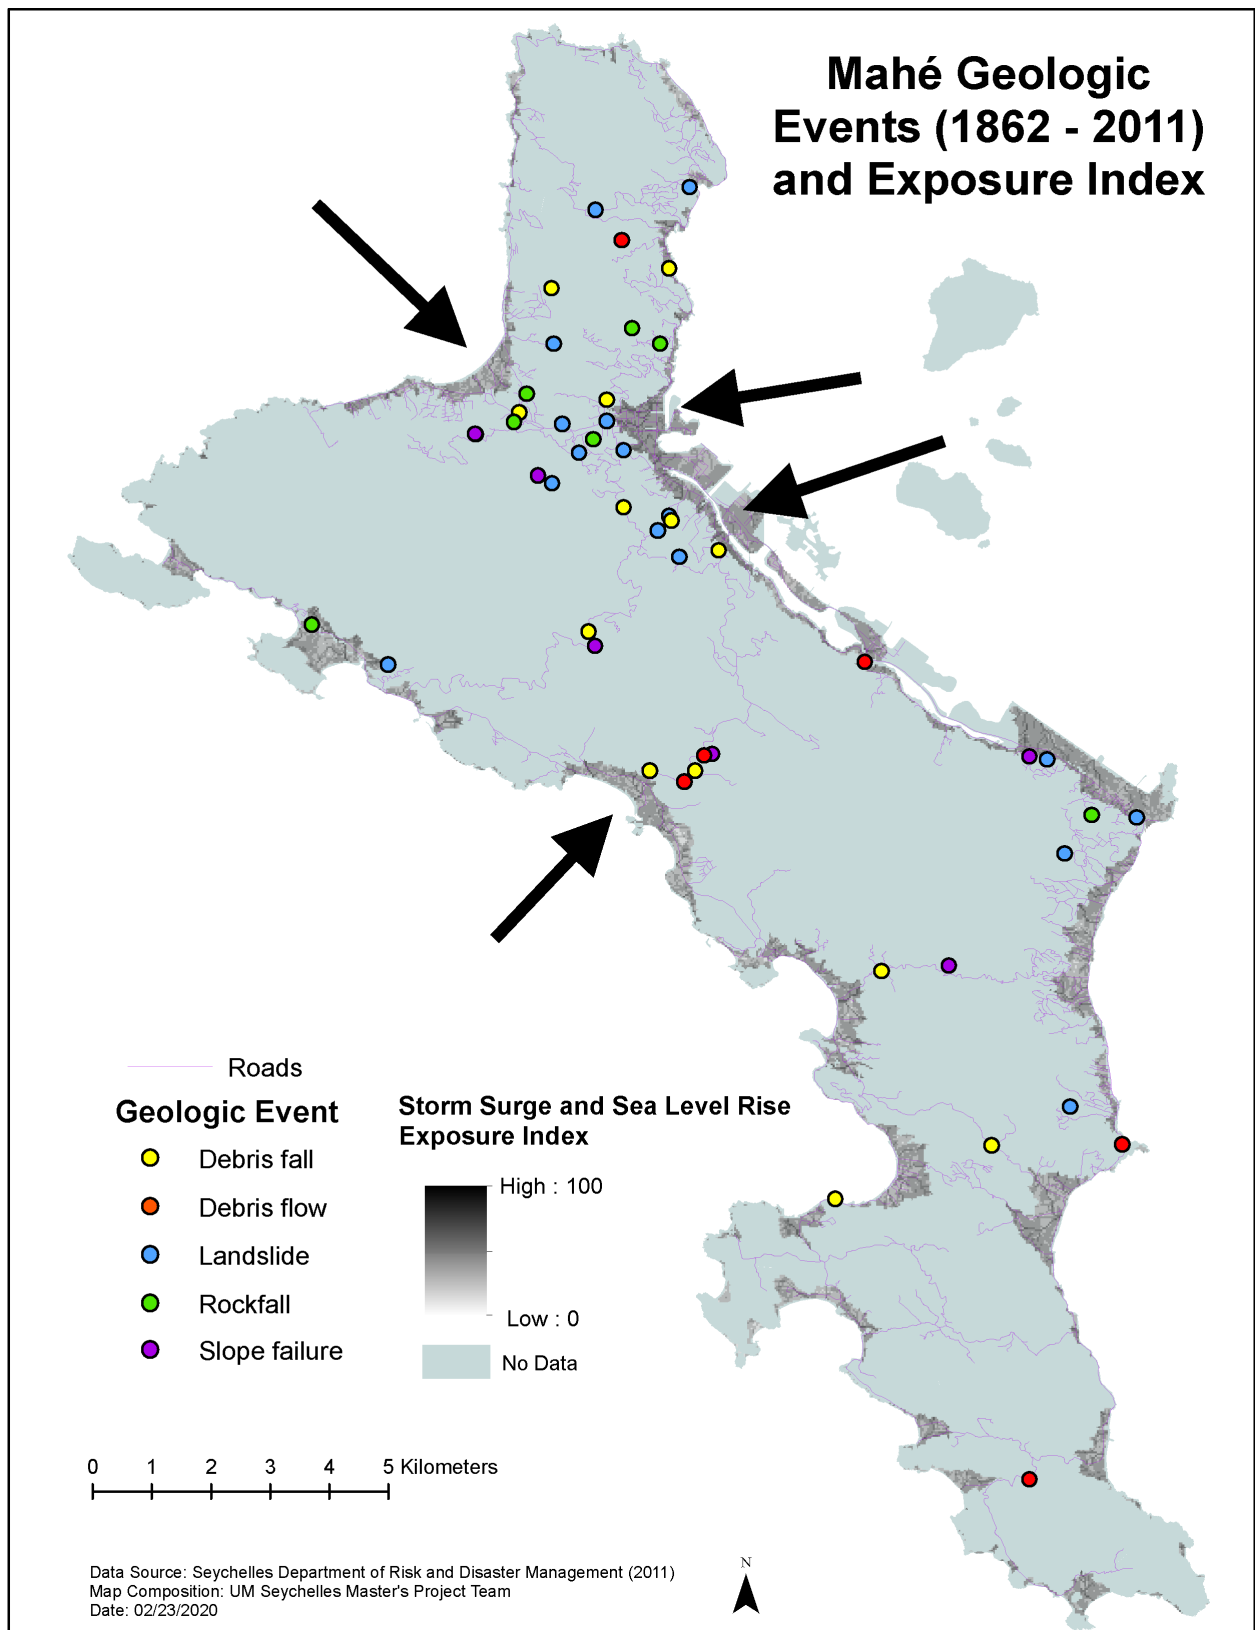 Mahé Geologic
Events (1862 - 2011)
and Exposure Index
Roads
Geologic Event
Debris fall
Debris flow
Landslide
Rockfall
Slope failure
Storm Surge and Sea Level Rise
Exposure Index
High : 100
Low : 0
No Data
0 1 2 3 4 5 Kilometers
Data Source: Seychelles Department of Risk and Disaster Management (2011)
Map Composition: UM Seychelles Master's Project Team
Date: 02/23/2020
N